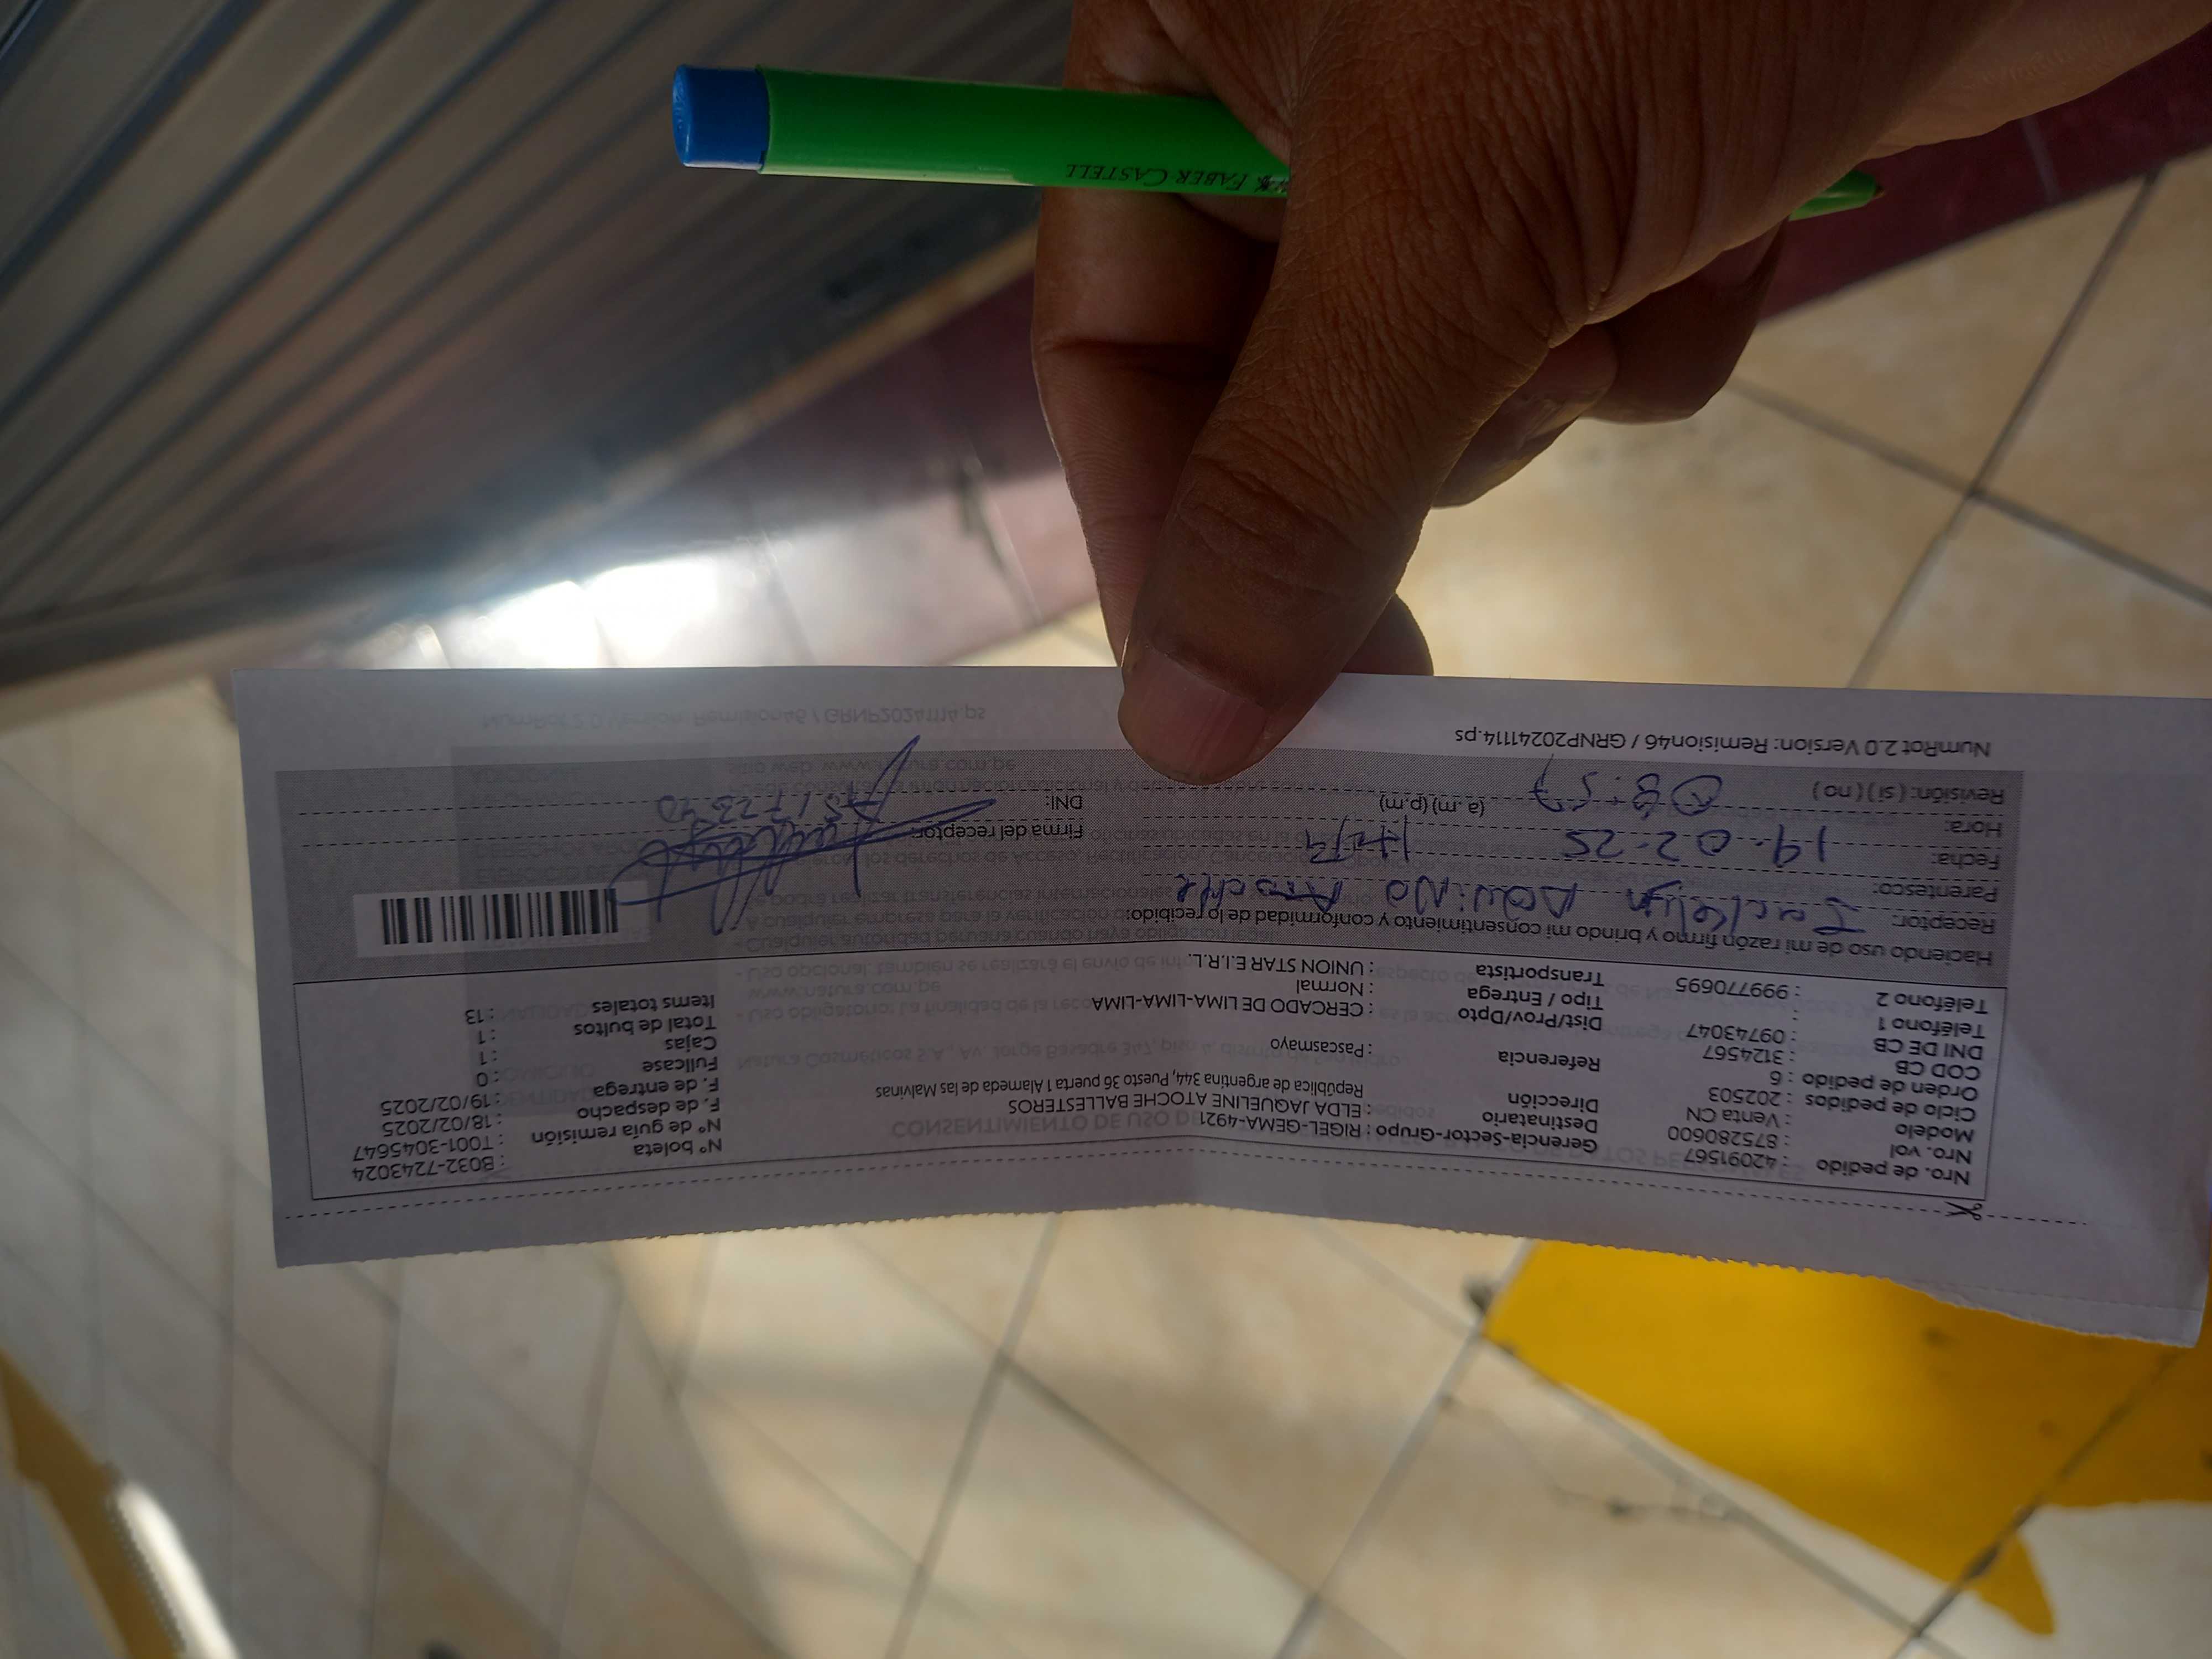 FABER CASTELL
Nro. de pedido : 42091567
Nro. vol : 875280600
Modelo : Venta CN
Ciclo de pedidos : 202503
Orden de pedido : 6
COD CB : 3124567
DNI DE CB : 09743047
Teléfono 1 :
Teléfono 2 : 999770695
Gerencia-Sector-Grupo : RIGEL-GEMA-4921
Destinatario : ELDA JAQUELINE ATOCHE BALLESTEROS
Dirección República de argentina 344, Puesto 36 puerta 1 Alameda de las Malvinas
Referencia : Pascasmayo
Dist/Prov/Dpto : CERCADO DE LIMA-LIMA-LIMA
Tipo / Entrega : Normal
Transportista : UNION STAR E.I.R.L.
Nº boleta : B032-7243024
Nº de guía remisión : T001-3045647
F. de despacho : 18/02/2025
F. de entrega : 19/02/2025
Fullcase : 0
Cajas : 1
Total de bultos : 1
Items totales : 13
Haciendo uso de mi razón firmo y brindo mi consentimiento y conformidad de lo recibido:
Receptor: Jackelyn Aquino Atoche
Parentesco:
Fecha: 19-02-25
Hora: (a.m) (p.m)
Revisión: ( si ) ( no ) 08:57
Firma del receptor:
DNI:
NumRot 2.0 Version: Remision46 / GRNP20241114.ps